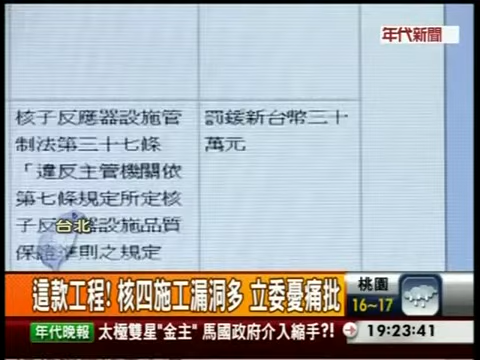 年代新聞
核子反應器設施管
制法第三十七條
「違反主管機關依
第七條規定所定核
子反應器設施品質
保證準則之規定
罰鍰新台幣三十
萬元
台北
這款工程!核四施工漏洞多 立委憂痛批
桃園
16~17
年代晚報
太極雙星"金主" 馬國政府介入縮手?!
19:23:41